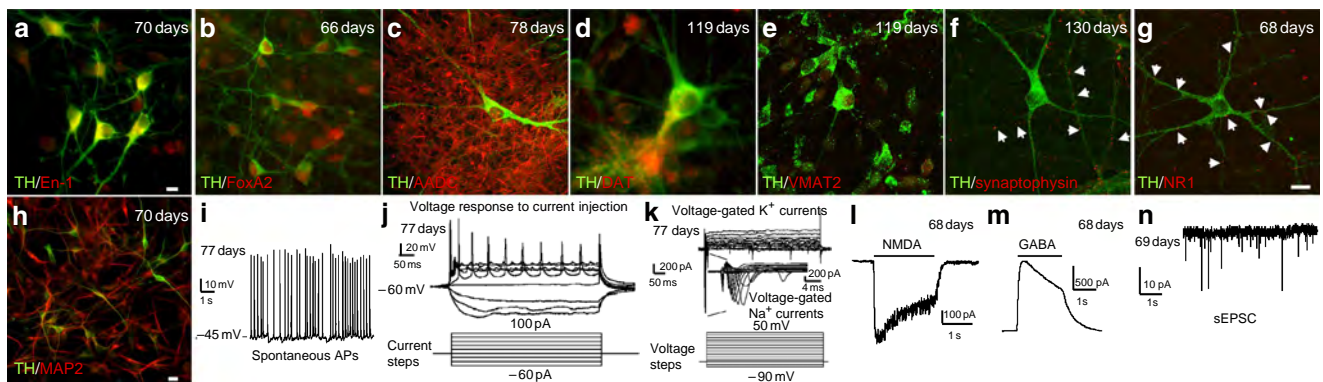 a 70 days
TH/En-1
b 66 days
TH/FoxA2
c 78 days
TH/AADC
d 119 days
TH/DAT
e 119 days
TH/VMAT2
f 130 days
TH/synaptophysin
g 68 days
TH/NR1
h 70 days
TH/MAP2
i
77 days
10 mV
1 s
–45 mV
Spontaneous APs
j
Voltage response to current injection
77 days
20 mV
50 ms
–60 mV
100 pA
Current
steps
–60 pA
k
Voltage-gated K⁺ currents
77 days
200 pA
50 ms
200 pA
4 ms
Voltage-gated
Na⁺ currents
50 mV
Voltage
steps
–90 mV
l
68 days
NMDA
100 pA
1 s
m
68 days
GABA
500 pA
1s
n
69 days
10 pA
1s
sEPSC